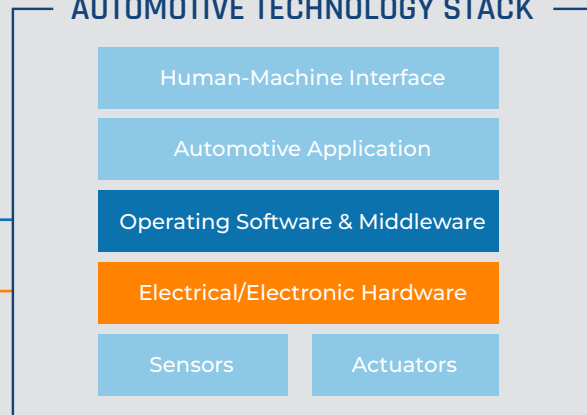 AUTOMOTIVE TECHNOLOGY STACK
Human-Machine Interface
Automotive Application
Operating Software & Middleware
Electrical/Electronic Hardware
Sensors
Actuators